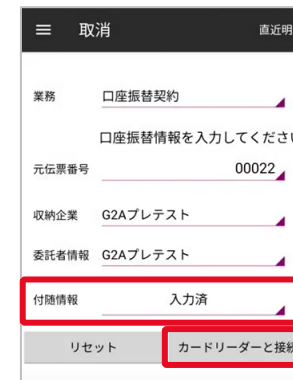 ≡ 取消 直近明
業務 口座振替契約
口座振替情報を入力してください
元伝票番号 00022
収納企業 G2Aプレテスト
委託者情報 G2Aプレテスト
付随情報 入力済
リセット カードリーダーと接続